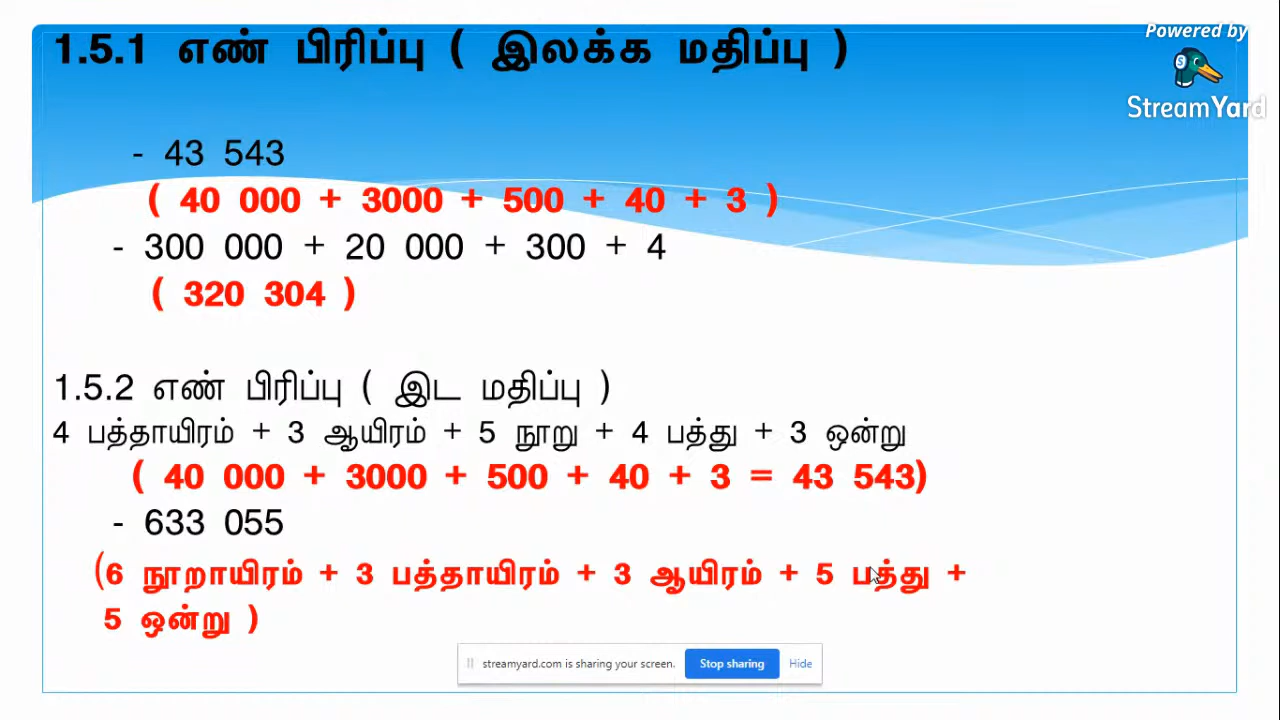 1.5.1 எண் பிரிப்பு ( இலக்க மதிப்பு )
Powered by
StreamYard
- 43 543
( 40 000 + 3000 + 500 + 40 + 3 )
- 300 000 + 20 000 + 300 + 4
( 320 304 )
1.5.2 எண் பிரிப்பு ( இட மதிப்பு )
4 பத்தாயிரம் + 3 ஆயிரம் + 5 நூறு + 4 பத்து + 3 ஒன்று
( 40 000 + 3000 + 500 + 40 + 3 = 43 543)
- 633 055
(6 நூறாயிரம் + 3 பத்தாயிரம் + 3 ஆயிரம் + 5 பத்து +
5 ஒன்று )
streamyard.com is sharing your screen. Stop sharing Hide